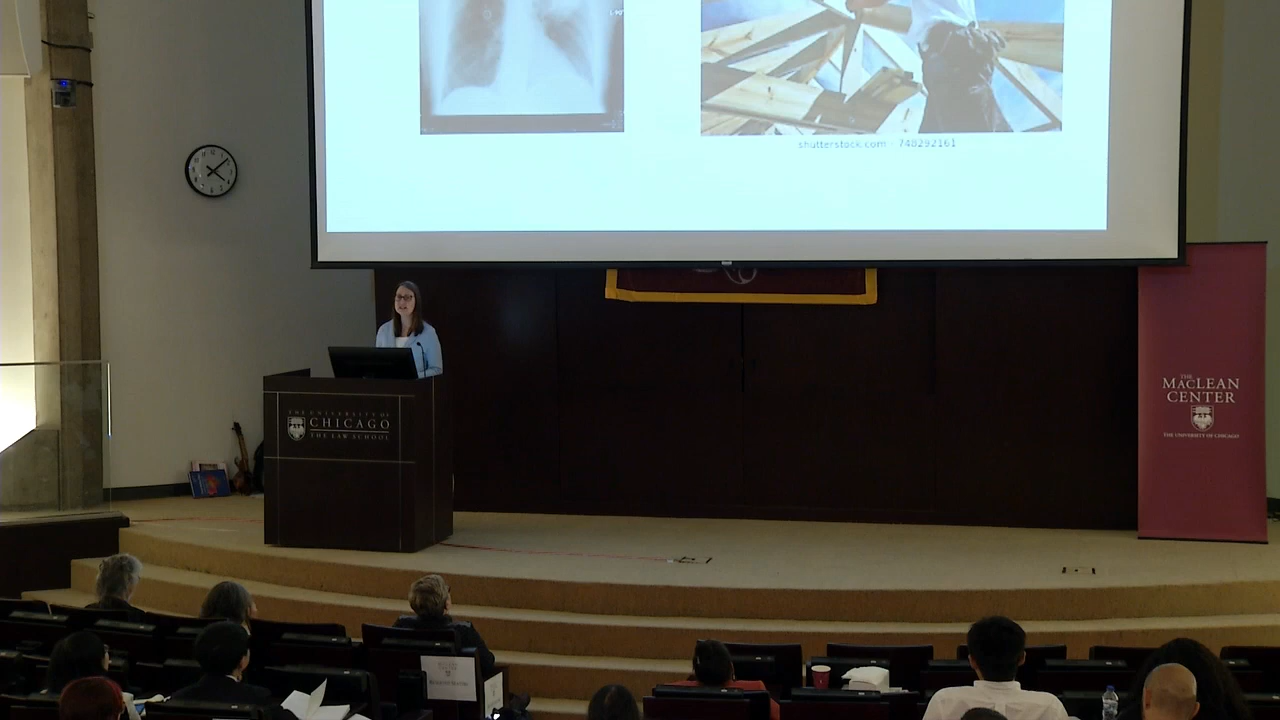 shutterstock.com · 748292161
THE UNIVERSITY OF
CHICAGO
THE LAW SCHOOL
THE
MACLEAN
CENTER
THE UNIVERSITY OF CHICAGO